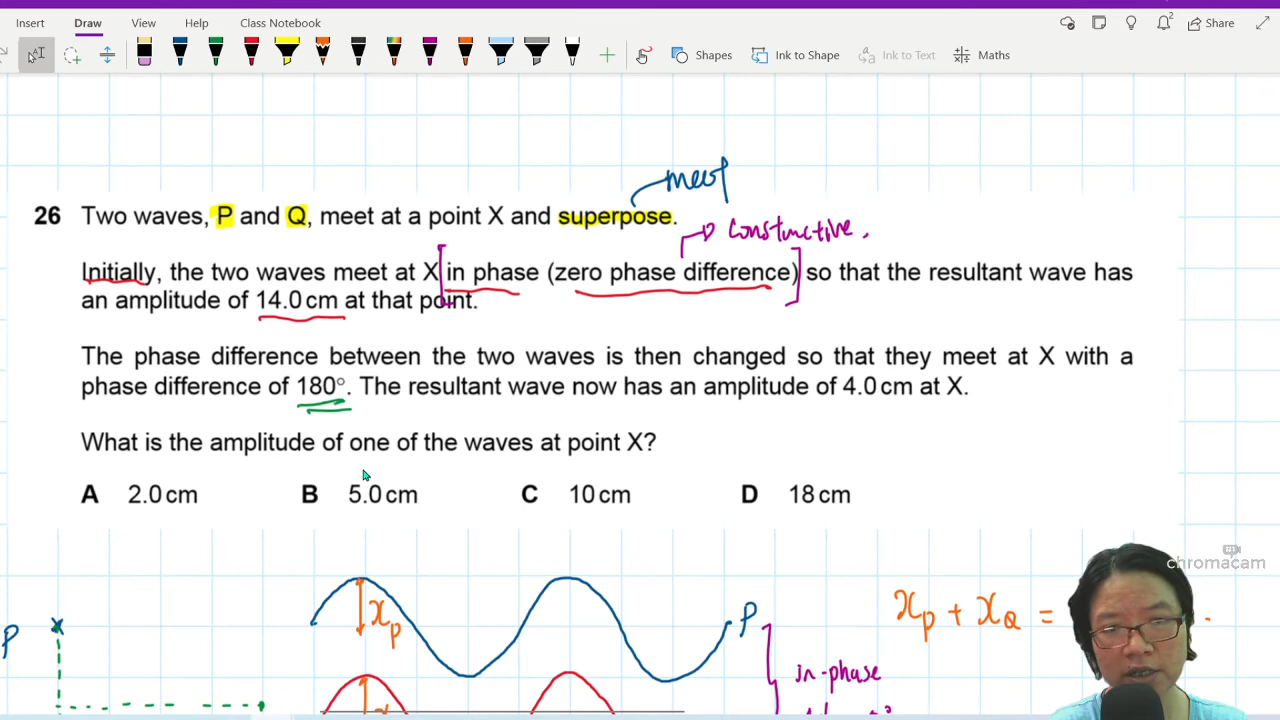 Insert Draw View Help Class Notebook Share
Shapes Ink to Shape Ink to Text Maths
meet
26 Two waves, P and Q, meet at a point X and superpose.
constructive.
Initially, the two waves meet at X in phase (zero phase difference) so that the resultant wave has
an amplitude of 14.0 cm at that point.
The phase difference between the two waves is then changed so that they meet at X with a
phase difference of 180°. The resultant wave now has an amplitude of 4.0 cm at X.
What is the amplitude of one of the waves at point X?
A 2.0 cm B 5.0 cm C 10 cm D 18 cm
chromacam
P x_P P x_P + x_Q =
in-phase